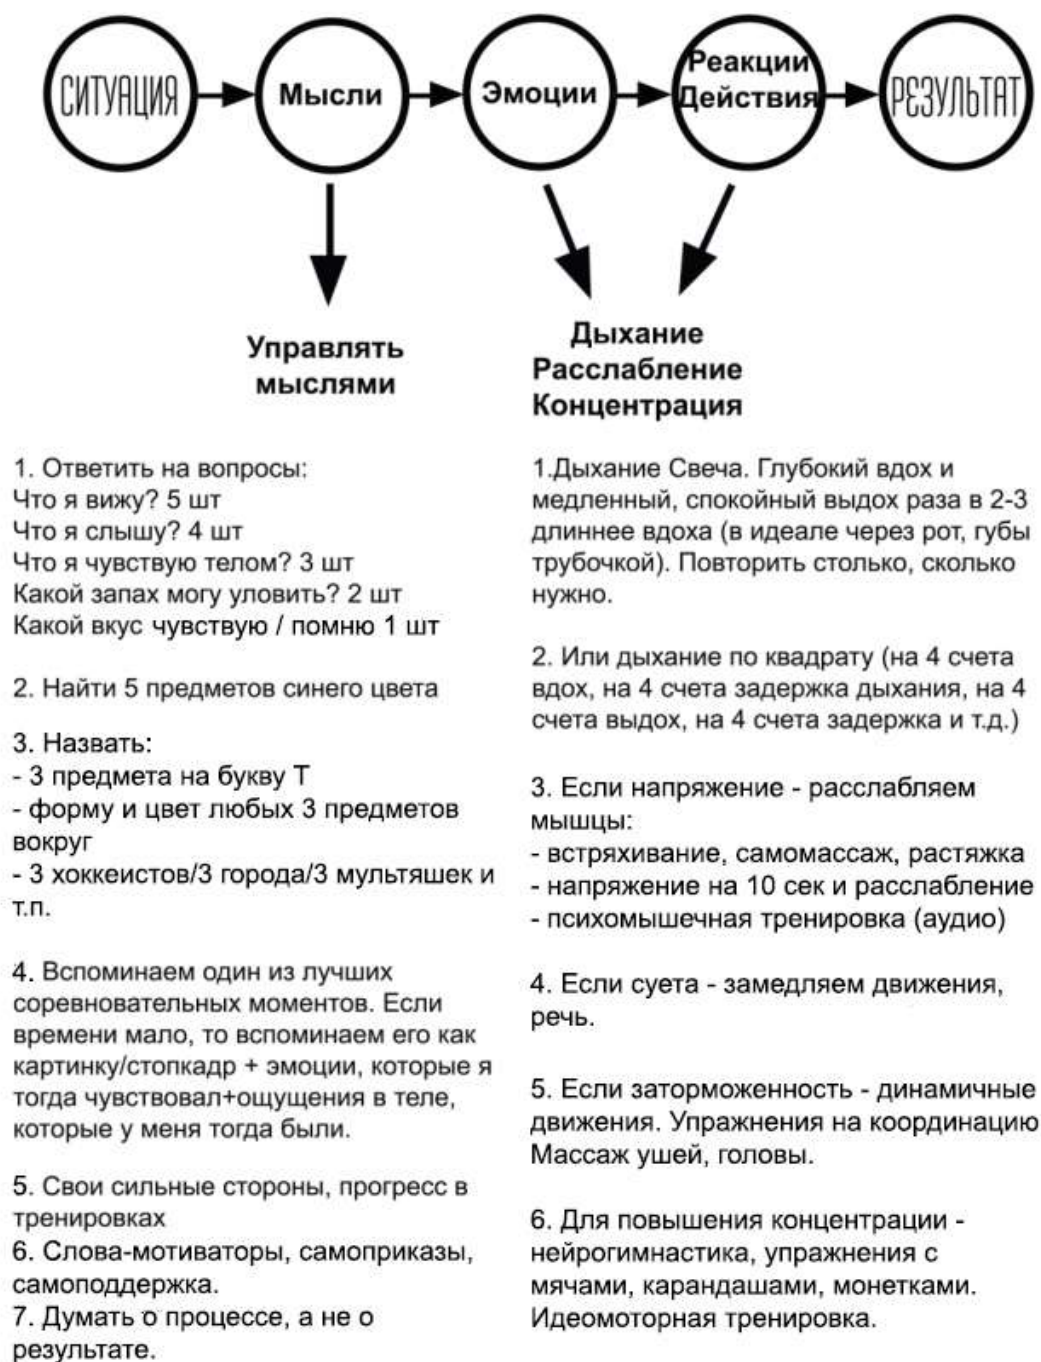 СИТУАЦИЯ
Мысли
Эмоции
Реакции
Действия
РЕЗУЛЬТАТ
Управлять
мыслями
Дыхание
Расслабление
Концентрация
1. Ответить на вопросы:
Что я вижу? 5 шт
Что я слышу? 4 шт
Что я чувствую телом? 3 шт
Какой запах могу уловить? 2 шт
Какой вкус чувствую / помню 1 шт
2. Найти 5 предметов синего цвета
3. Назвать:
- 3 предмета на букву Т
- форму и цвет любых 3 предметов
вокруг
- 3 хоккеистов/3 города/3 мультяшек и
т.п.
4. Вспоминаем один из лучших
соревновательных моментов. Если
времени мало, то вспоминаем его как
картинку/стопкадр + эмоции, которые я
тогда чувствовал+ощущения в теле,
которые у меня тогда были.
5. Свои сильные стороны, прогресс в
тренировках
6. Слова-мотиваторы, самоприказы,
самоподдержка.
7. Думать о процессе, а не о
результате.
1.Дыхание Свеча. Глубокий вдох и
медленный, спокойный выдох раза в 2-3
длиннее вдоха (в идеале через рот, губы
трубочкой). Повторить столько, сколько
нужно.
2. Или дыхание по квадрату (на 4 счета
вдох, на 4 счета задержка дыхания, на 4
счета выдох, на 4 счета задержка и т.д.)
3. Если напряжение - расслабляем
мышцы:
- встряхивание, самомассаж, растяжка
- напряжение на 10 сек и расслабление
- психомышечная тренировка (аудио)
4. Если суета - замедляем движения,
речь.
5. Если заторможенность - динамичные
движения. Упражнения на координацию
Массаж ушей, головы.
6. Для повышения концентрации -
нейрогимнастика, упражнения с
мячами, карандашами, монетками.
Идеомоторная тренировка.